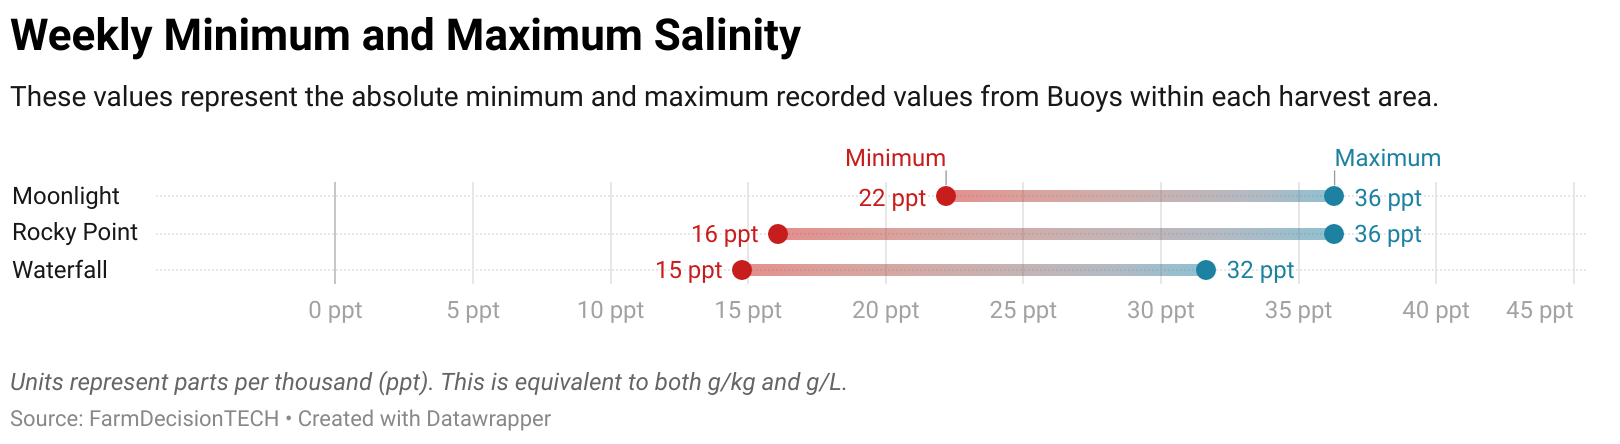 Weekly Minimum and Maximum Salinity
These values represent the absolute minimum and maximum recorded values from Buoys within each harvest area.
Minimum Maximum
Moonlight 22 ppt 36 ppt
Rocky Point 16 ppt 36 ppt
Waterfall 15 ppt 32 ppt
0 ppt 5 ppt 10 ppt 15 ppt 20 ppt 25 ppt 30 ppt 35 ppt 40 ppt 45 ppt
Units represent parts per thousand (ppt). This is equivalent to both g/kg and g/L.
Source: FarmDecisionTECH • Created with Datawrapper